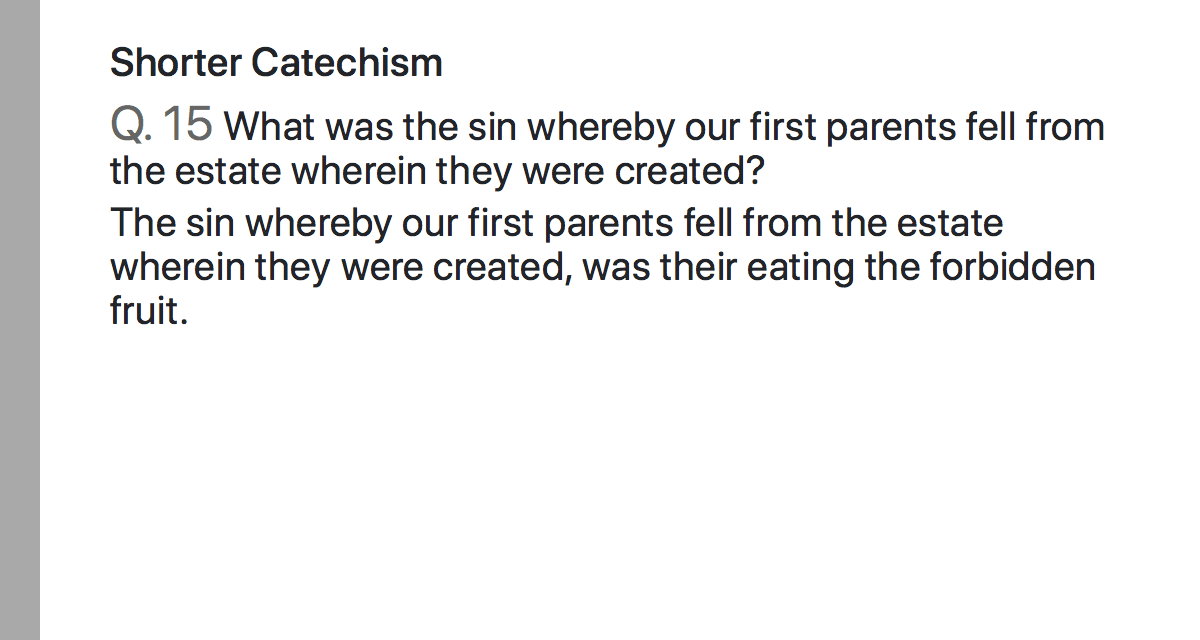 Shorter Catechism
Q. 15 What was the sin whereby our first parents fell from
the estate wherein they were created?
The sin whereby our first parents fell from the estate
wherein they were created, was their eating the forbidden
fruit.